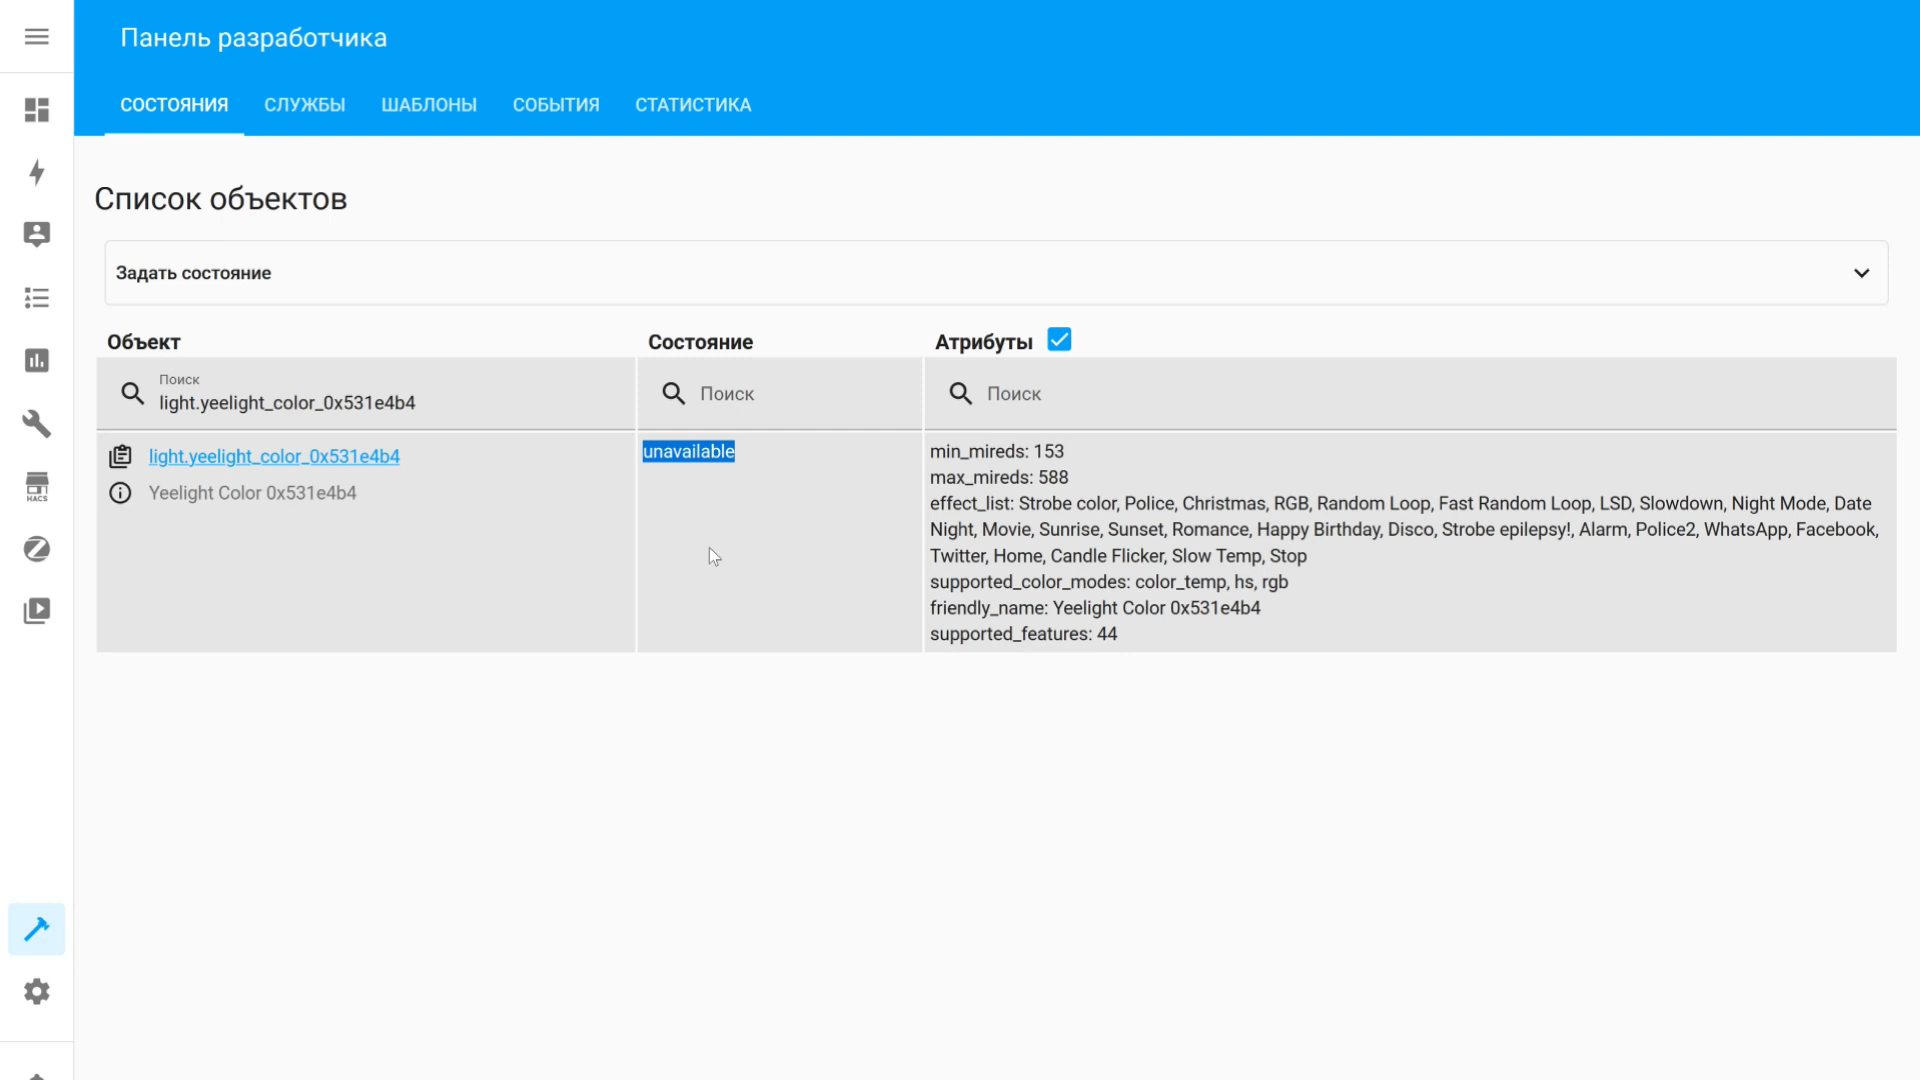 Панель разработчика
СОСТОЯНИЯ СЛУЖБЫ ШАБЛОНЫ СОБЫТИЯ СТАТИСТИКА
Список объектов
Задать состояние
Объект Состояние Атрибуты
Поиск
light.yeelight_color_0x531e4b4
Поиск
Поиск
light.yeelight_color_0x531e4b4
Yeelight Color 0x531e4b4
unavailable
min_mireds: 153
max_mireds: 588
effect_list: Strobe color, Police, Christmas, RGB, Random Loop, Fast Random Loop, LSD, Slowdown, Night Mode, Date
Night, Movie, Sunrise, Sunset, Romance, Happy Birthday, Disco, Strobe epilepsy!, Alarm, Police2, WhatsApp, Facebook,
Twitter, Home, Candle Flicker, Slow Temp, Stop
supported_color_modes: color_temp, hs, rgb
friendly_name: Yeelight Color 0x531e4b4
supported_features: 44
HACS